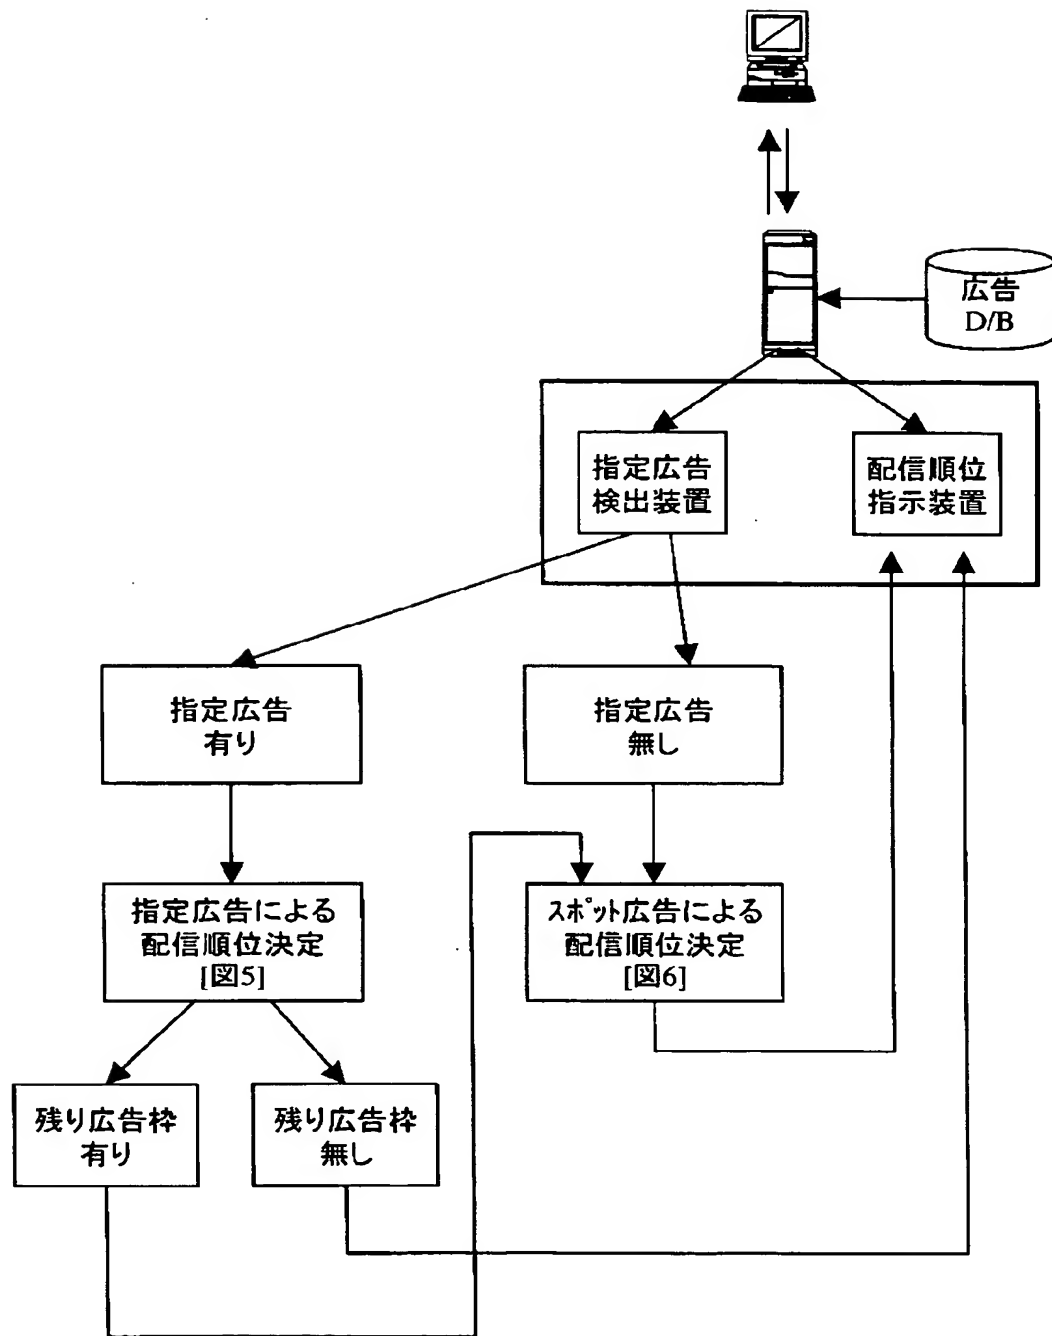 広告
D/B
指定広告
検出装置
配信順位
指示装置
指定広告
有り
指定広告
無し
指定広告による
配信順位決定
[図5]
スポット広告による
配信順位決定
[図6]
残り広告枠
有り
残り広告枠
無し